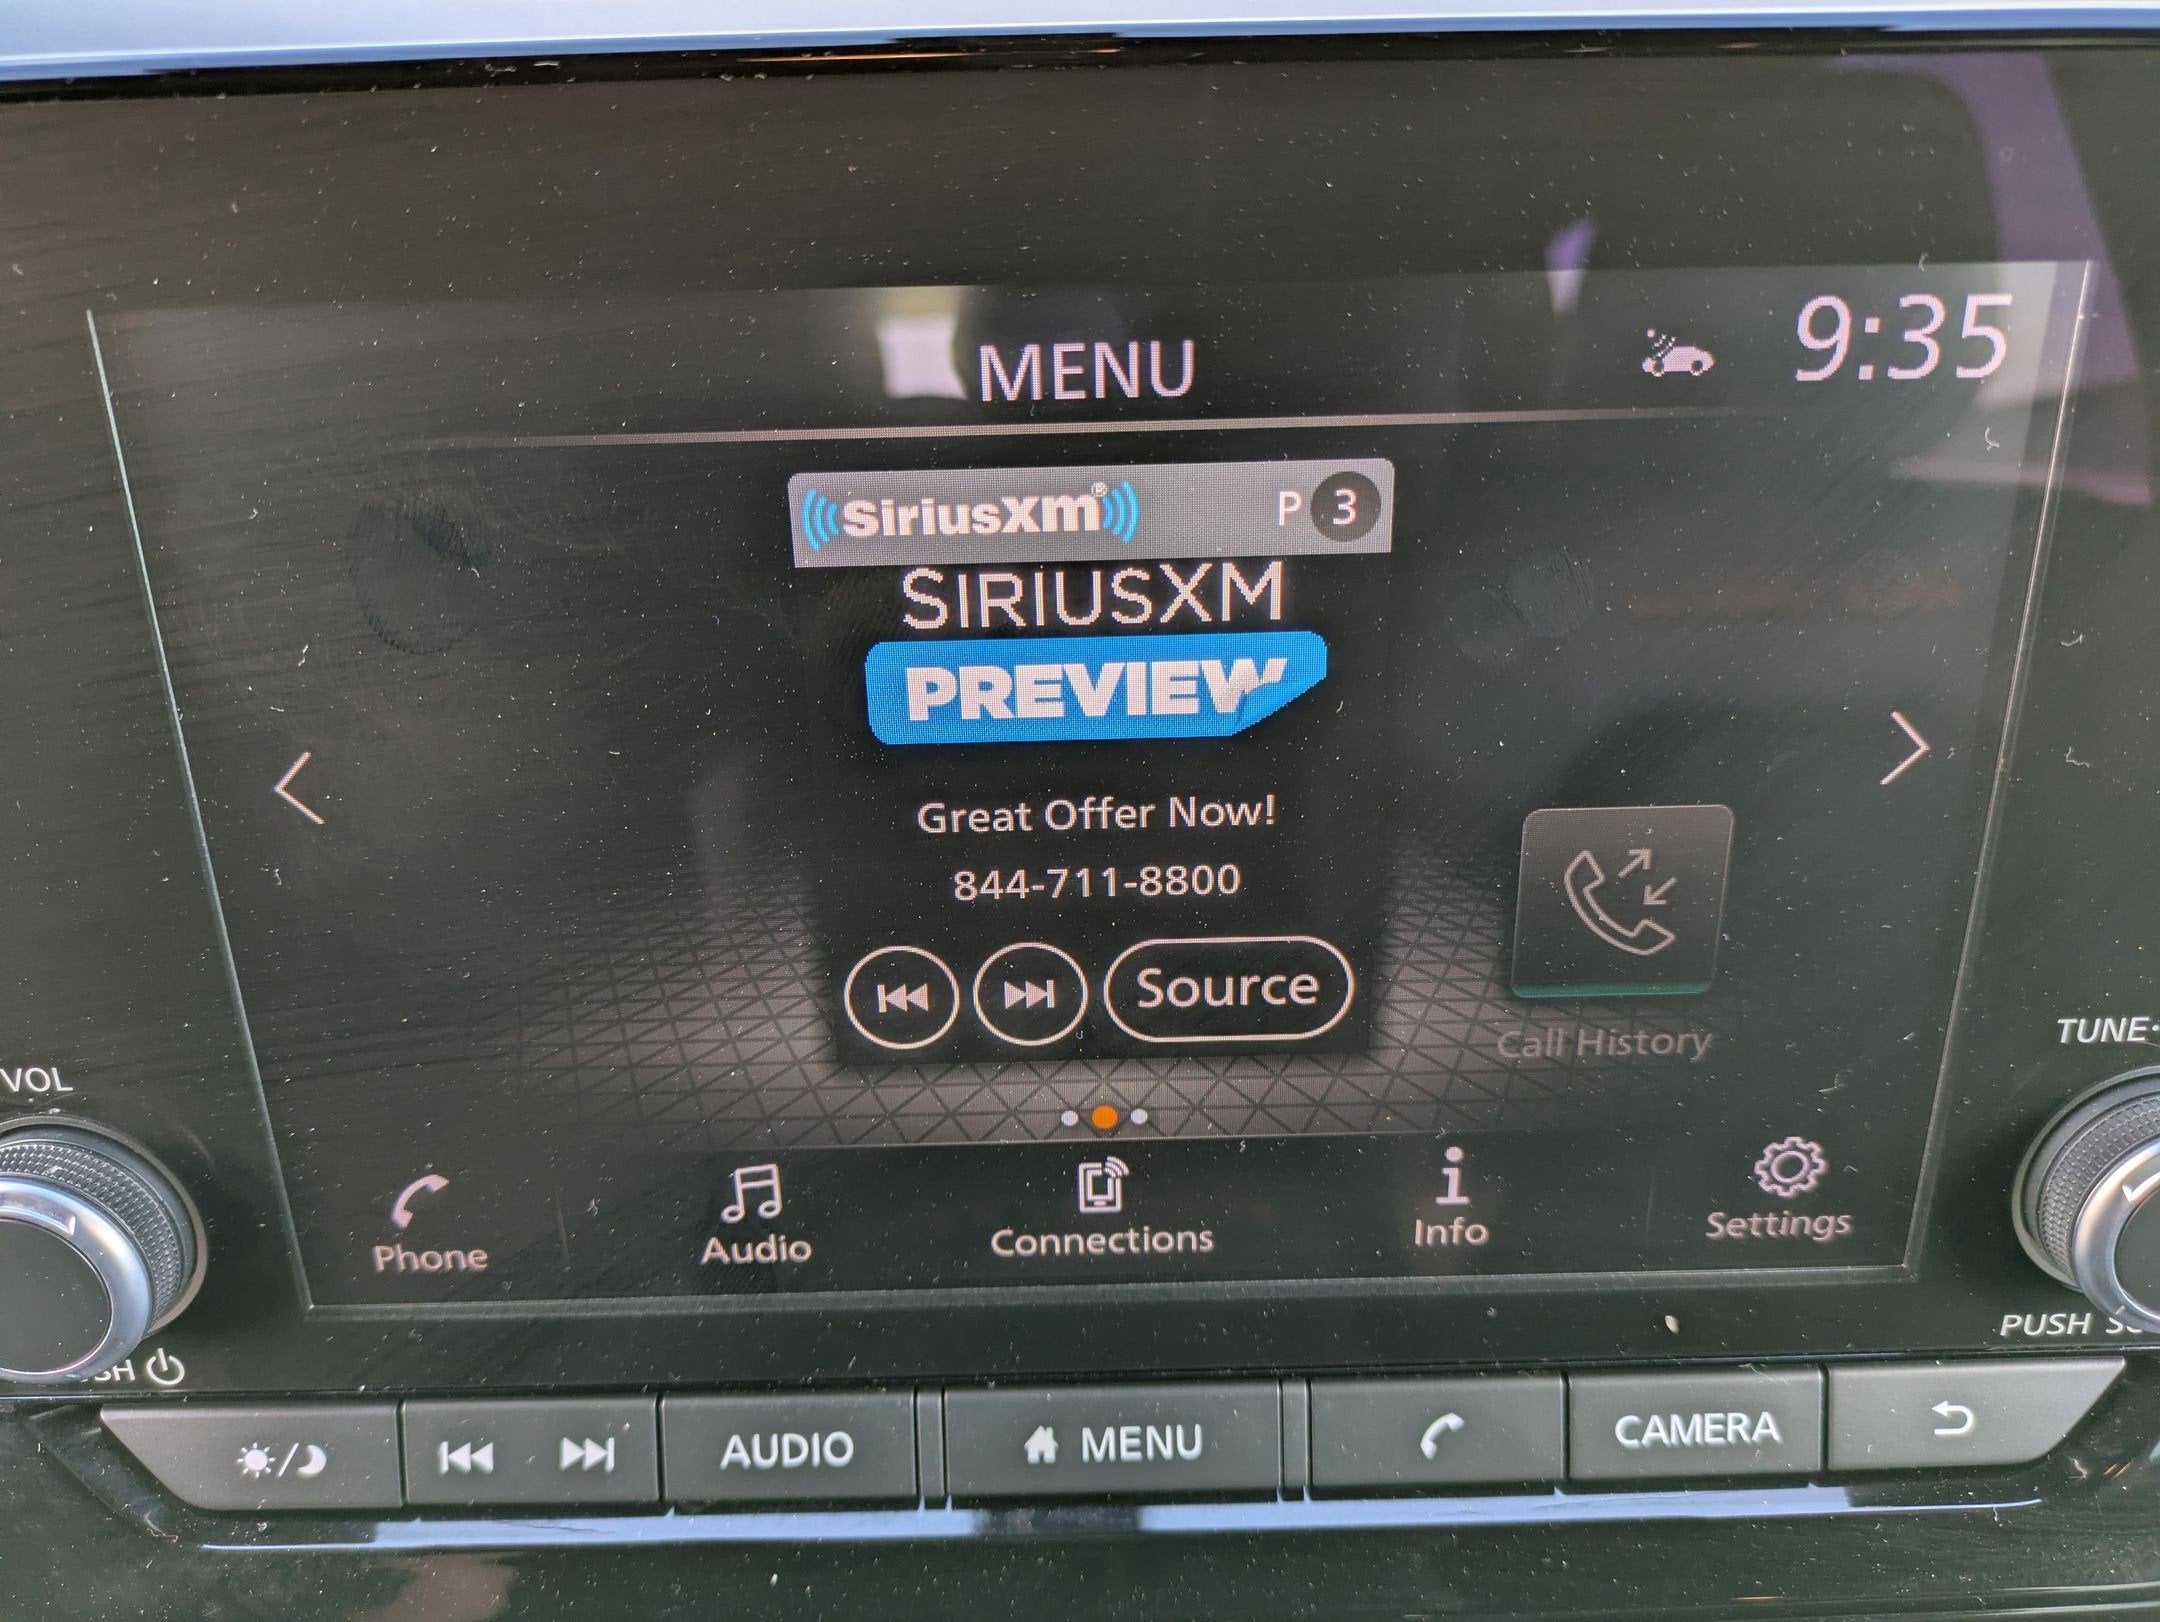 MENU
9:35
SiriusXm® P 3
SIRIUSXM
PREVIEW
Great Offer Now!
844-711-8800
Source
Call History
Phone
Audio
Connections
Info
Settings
VOL
TUNE
PUSH
AUDIO
MENU
CAMERA